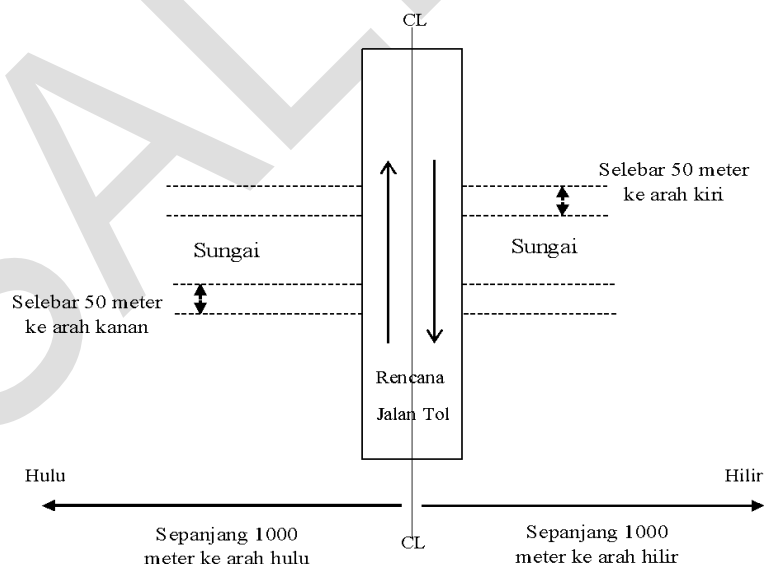 CL
Selebar 50 meter
ke arah kiri
Sungai
Sungai
Selebar 50 meter
ke arah kanan
Rencana
Jalan Tol
Hulu
Hilir
Sepanjang 1000
meter ke arah hulu
CL
Sepanjang 1000
meter ke arah hilir